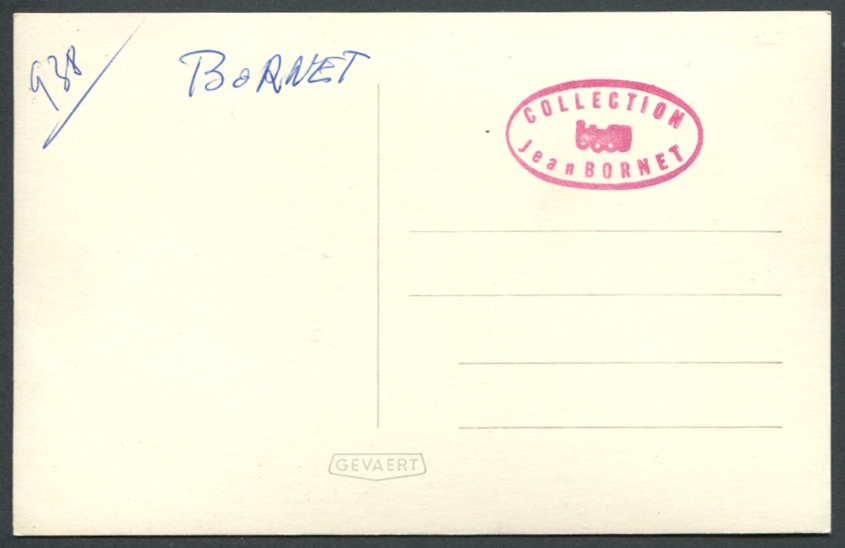 938
BORNET
COLLECTION
Jean BORNET
GEVAERT